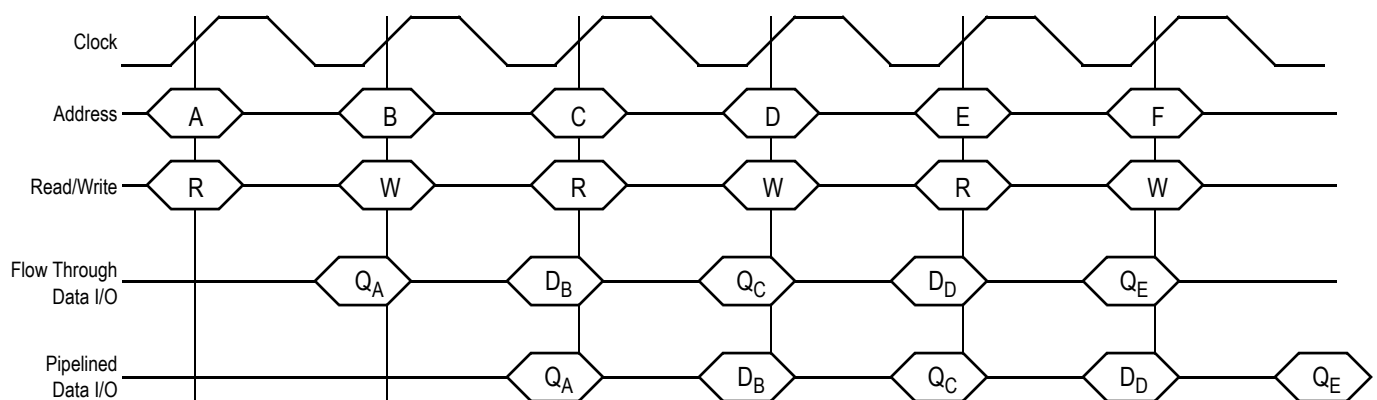 Clock
Address A B C D E F
Read/Write R W R W R W
Flow Through
Data I/O
QA DB QC DD QE
Pipelined
Data I/O
QA DB QC DD QE